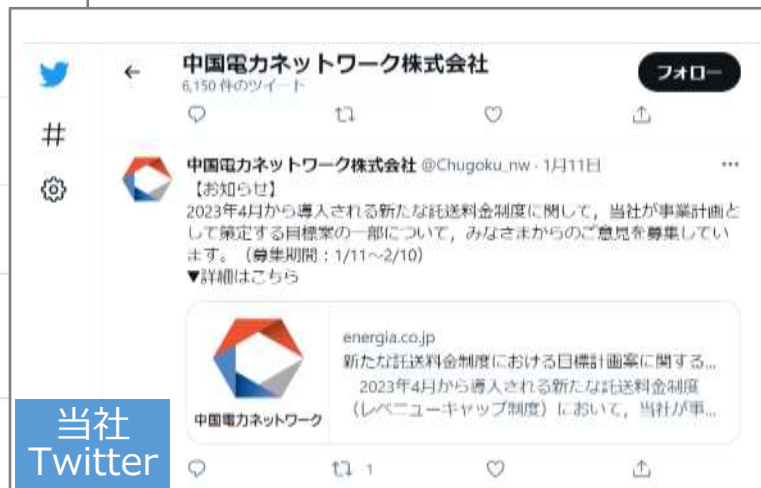 中国電力ネットワーク株式会社
6,150 件のツイート
フォロー
中国電力ネットワーク株式会社 @Chugoku_nw · 1月11日
【お知らせ】
2023年4月から導入される新たな託送料金制度に関して，当社が事業計画と
して策定する目標案の一部について，みなさまからのご意見を募集してい
ます。（募集期間：1/11～2/10）
▼詳細はこちら
energia.co.jp
新たな託送料金制度における目標計画案に関する...
2023年4月から導入される新たな託送料金制度
（レベニューキャップ制度）において，当社が事...
中国電力ネットワーク
1
当社
Twitter